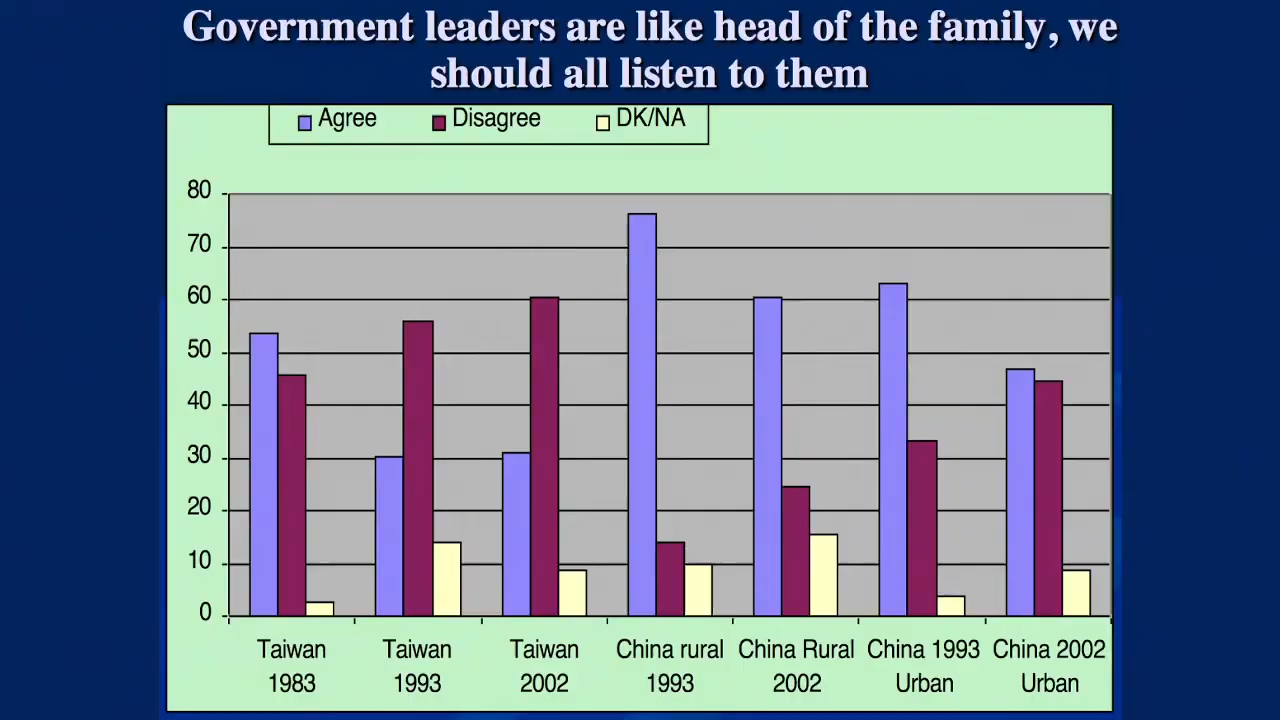 Government leaders are like head of the family, we
should all listen to them
Agree Disagree DK/NA
80
70
60
50
40
30
20
10
0
Taiwan Taiwan Taiwan China rural China Rural China 1993 China 2002
1983 1993 2002 1993 2002 Urban Urban